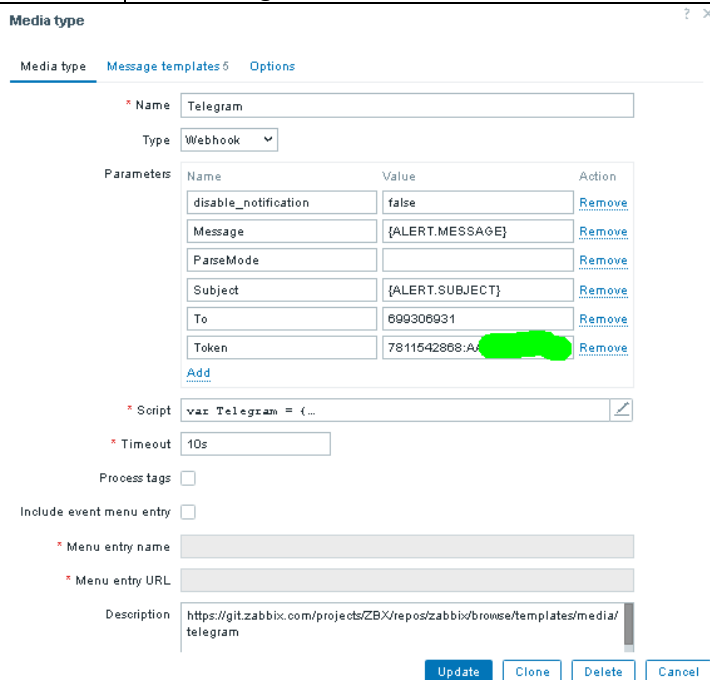 Media type
? ×
Media type Message templates 5 Options
* Name Telegram
Type Webhook
Parameters Name Value Action
disable_notification false Remove
Message {ALERT.MESSAGE} Remove
ParseMode Remove
Subject {ALERT.SUBJECT} Remove
To 699306931 Remove
Token 7811542868:A Remove
Add
* Script var Telegram = {…
* Timeout 10s
Process tags
Include event menu entry
* Menu entry name
* Menu entry URL
Description https://git.zabbix.com/projects/ZBX/repos/zabbix/browse/templates/media/
telegram
Update Clone Delete Cancel